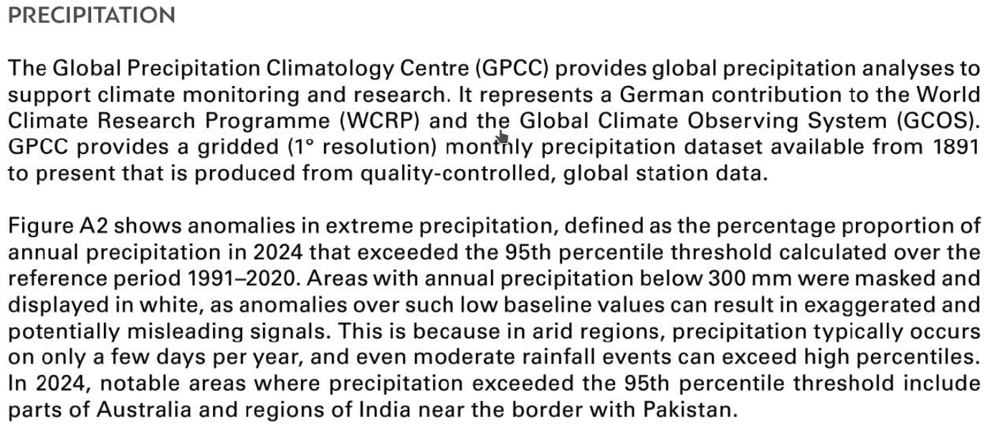 PRECIPITATION
The Global Precipitation Climatology Centre (GPCC) provides global precipitation analyses to
support climate monitoring and research. It represents a German contribution to the World
Climate Research Programme (WCRP) and the Global Climate Observing System (GCOS).
GPCC provides a gridded (1° resolution) monthly precipitation dataset available from 1891
to present that is produced from quality-controlled, global station data.
Figure A2 shows anomalies in extreme precipitation, defined as the percentage proportion of
annual precipitation in 2024 that exceeded the 95th percentile threshold calculated over the
reference period 1991–2020. Areas with annual precipitation below 300 mm were masked and
displayed in white, as anomalies over such low baseline values can result in exaggerated and
potentially misleading signals. This is because in arid regions, precipitation typically occurs
on only a few days per year, and even moderate rainfall events can exceed high percentiles.
In 2024, notable areas where precipitation exceeded the 95th percentile threshold include
parts of Australia and regions of India near the border with Pakistan.